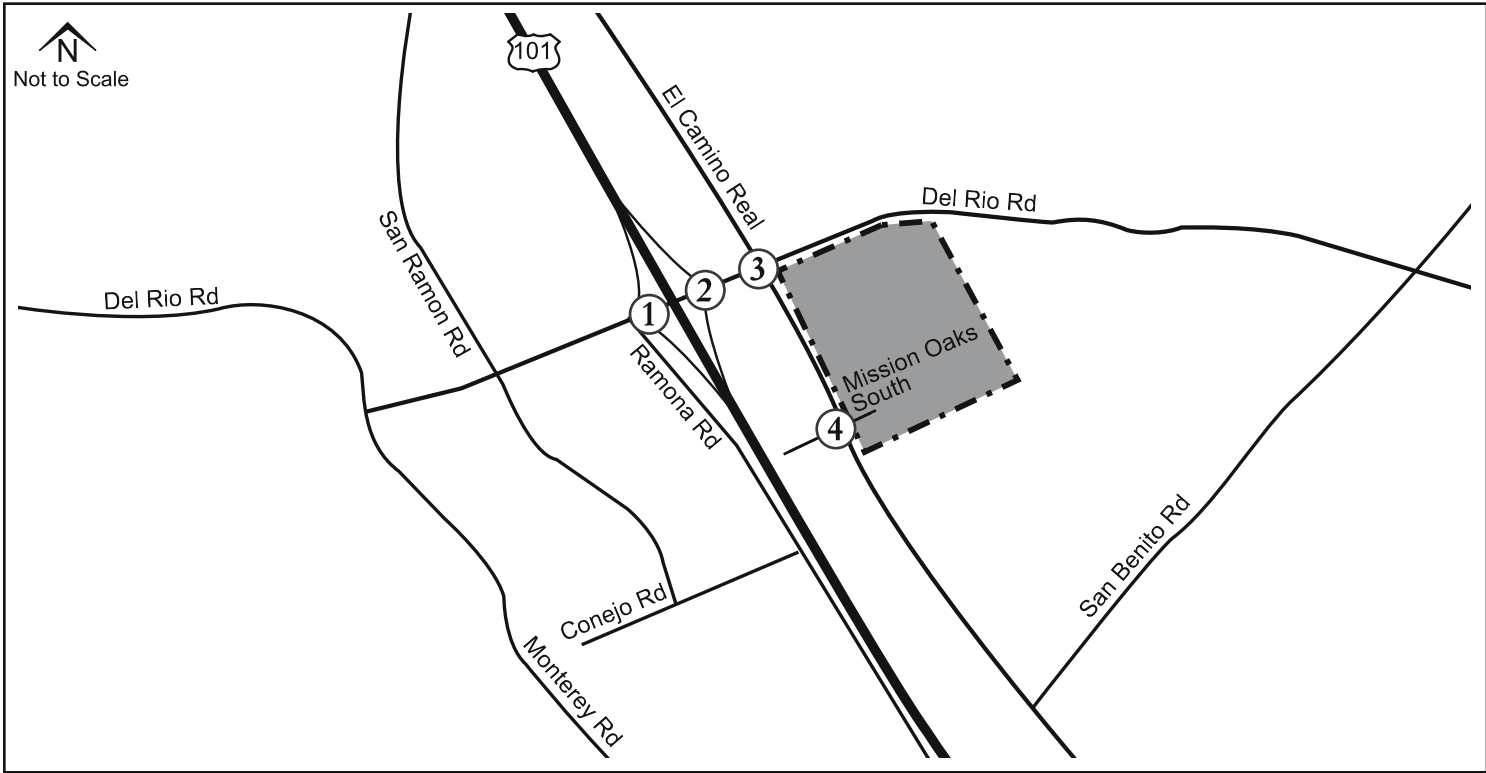 N
Not to Scale
101
El Camino Real
Del Rio Rd
San Ramon Rd
Del Rio Rd
3
2
1
Ramona Rd
Mission Oaks
South
4
San Benito Rd
Conejo Rd
Monterey Rd